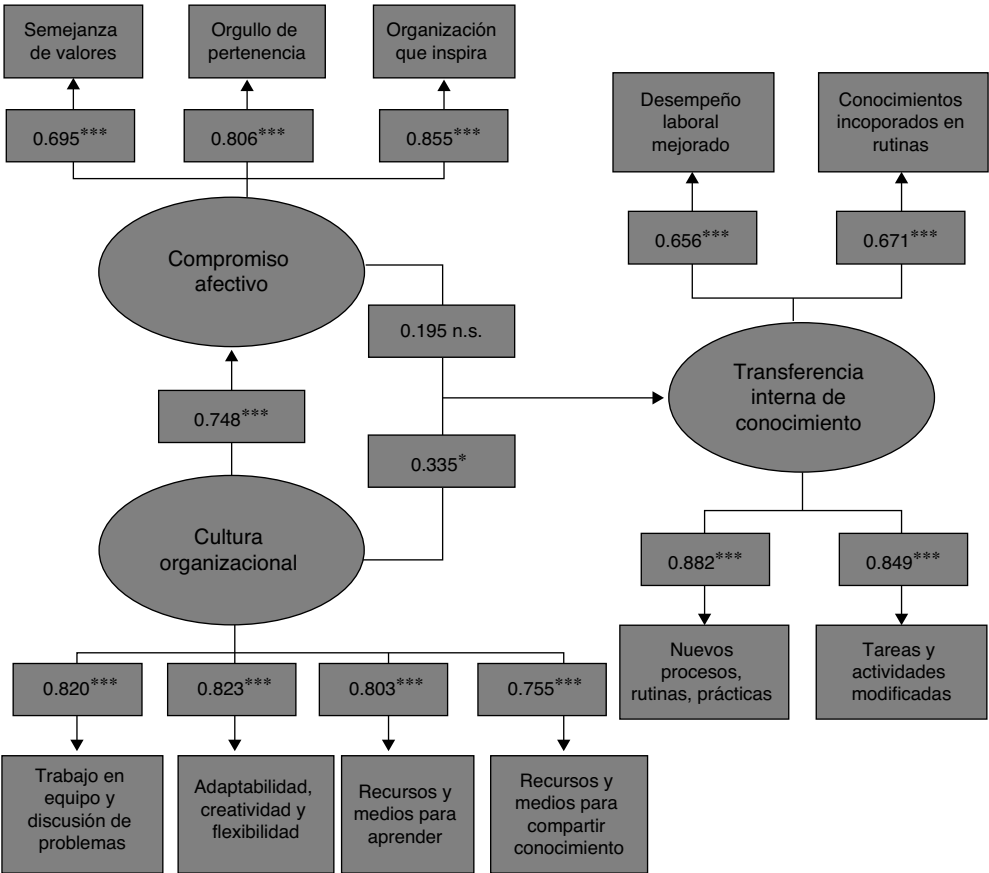 Semejanza
de valores
Orgullo de
pertenencia
Organización
que inspira
0.695***
0.806***
0.855***
Desempeño
laboral
mejorado
Conocimientos
incoporados en
rutinas
0.656***
0.671***
Compromiso
afectivo
0.195 n.s.
Transferencia
interna de
conocimiento
0.748***
0.335*
Cultura
organizacional
0.882***
0.849***
Nuevos
procesos,
rutinas, prácticas
Tareas y
actividades
modificadas
0.820***
0.823***
0.803***
0.755***
Trabajo en
equipo y
discusión de
problemas
Adaptabilidad,
creatividad y
flexibilidad
Recursos y
medios para
aprender
Recursos y
medios para
compartir
conocimiento